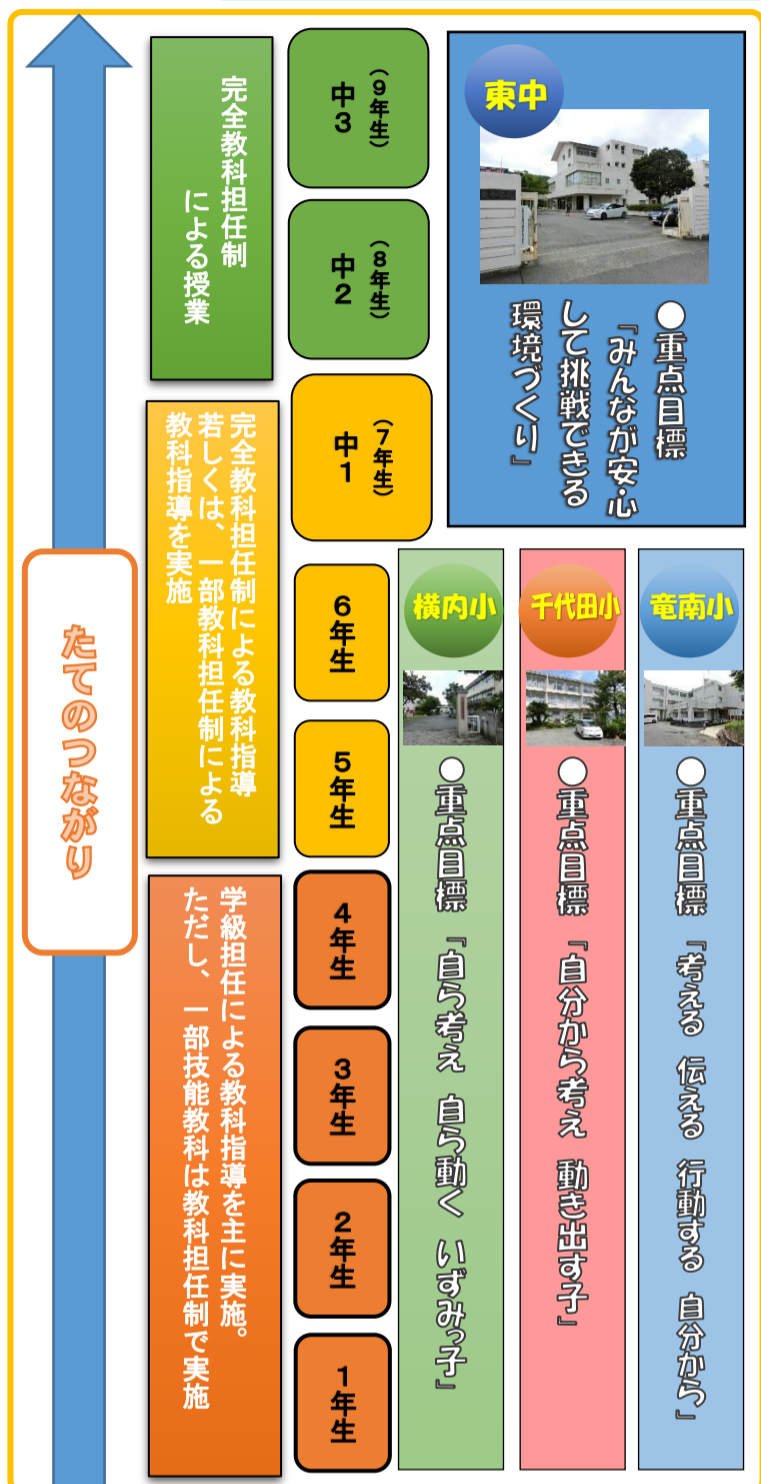 東中
●重点目標
「みんなが安心
して挑戦できる
環境づくり」
竜南小
●重点目標 「考える 伝える 行動する 自分から」
千代田小
●重点目標 「自分から考え 動き出す子」
横内小
●重点目標 「自ら考え 自ら動く いずみっ子」
(9年生)
中3
(8年生)
中2
(7年生)
中1
6年生
5年生
4年生
3年生
2年生
1年生
完全教科担任制
による授業
完全教科担任制による教科指導
若しくは、一部教科担任制による
教科指導を実施
学級担任による教科指導を主に実施。
ただし、一部技能教科は教科担任制で実施
たてのつながり